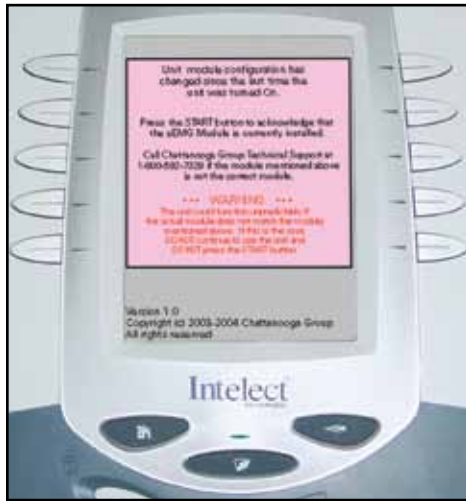 Unit module configuration has
changed since the last time the
unit was turned On.
Press the START button to acknowledge that
the sEMG Module is currently installed.
Call Chattanooga Group Technical Support at
1-800-592-7329 if the module mentioned above
is not the correct module.
*** WARNING ***
The unit could function unpredictably if
the actual module does not match the module
mentioned above. If this is the case,
DO NOT continue to use the unit and
DO NOT press the START button.
Version 1.0
Copyright (c) 2003-2004 Chattanooga Group
All rights reserved
Intelect